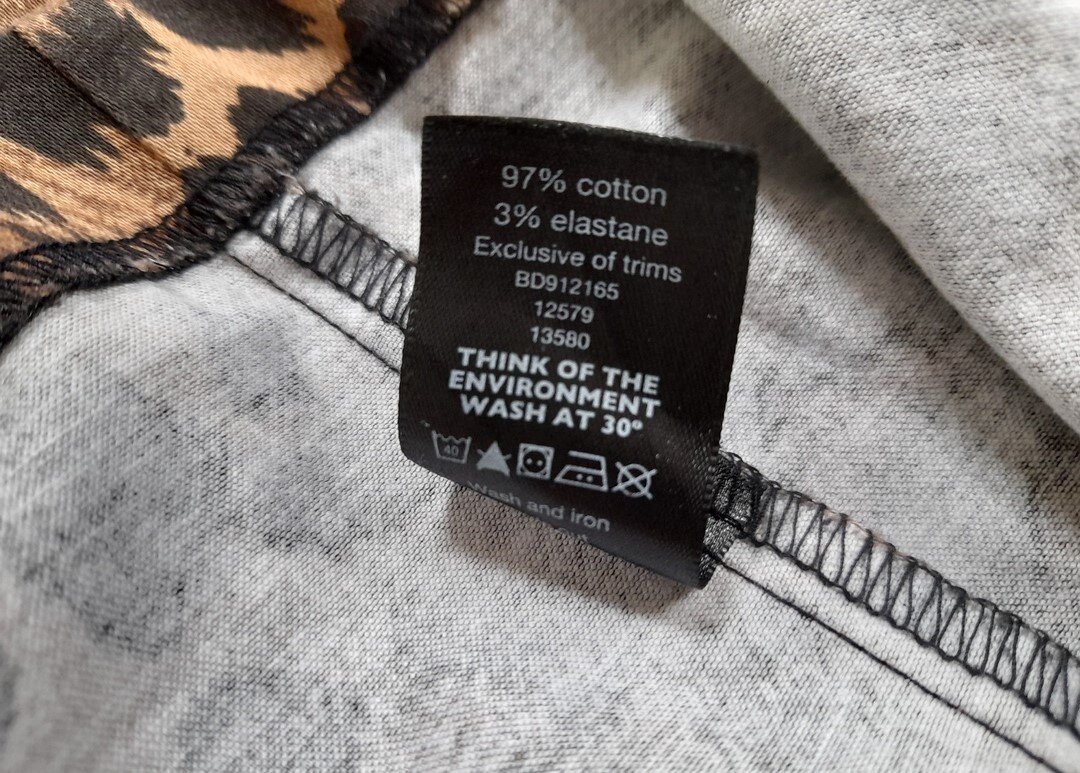 97% cotton
3% elastane
Exclusive of trims
BD912165
12579
13580
THINK OF THE
ENVIRONMENT
WASH AT 30°
40
Wash and Iron